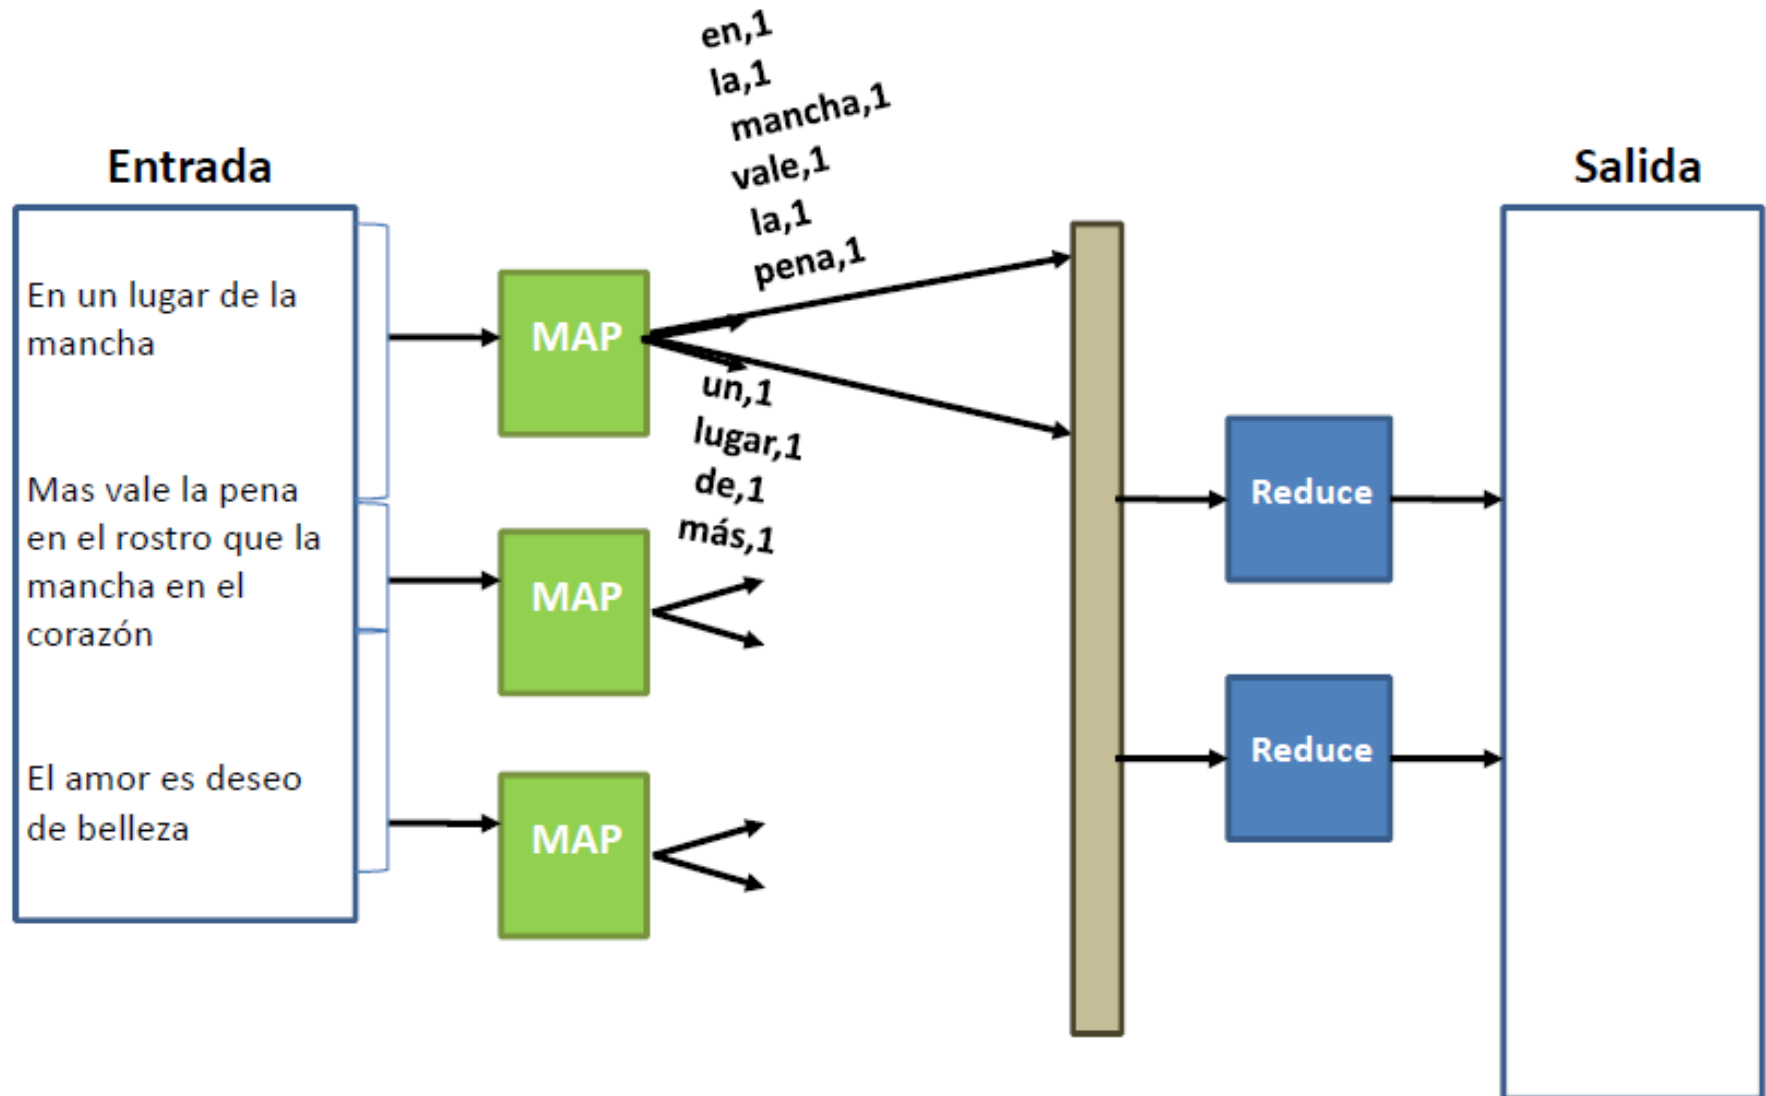 Entrada
En un lugar de la
mancha
Mas vale la pena
en el rostro que la
mancha en el
corazón
El amor es deseo
de belleza
MAP
MAP
MAP
en,1
la,1
mancha,1
vale,1
la,1
pena,1
un,1
lugar,1
de,1
más,1
Reduce
Reduce
Salida